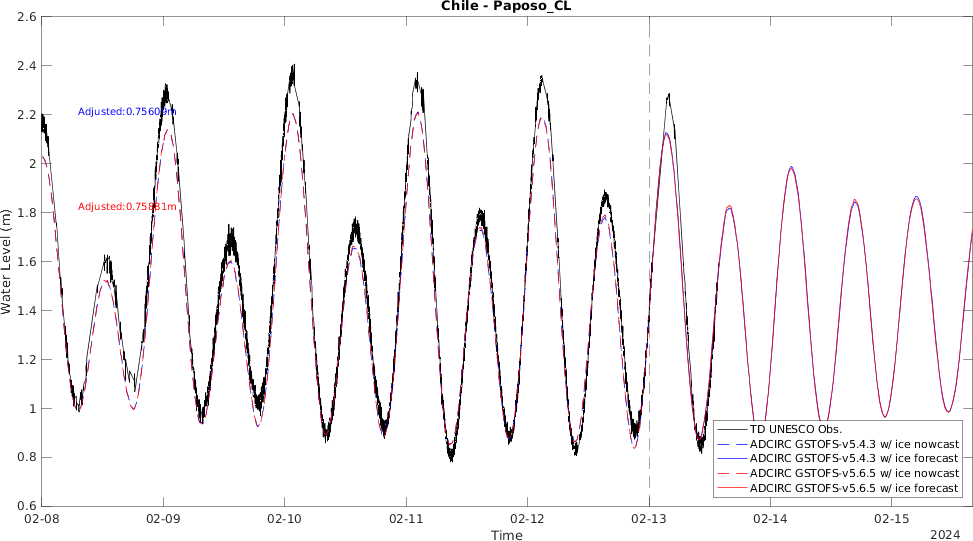 Chile - Paposo_CL
2.6
2.4
2.2
2
1.8
1.6
1.4
1.2
1
0.8
0.6
Water Level (m)
Adjusted:0.75609m
Adjusted:0.75831m
TD UNESCO Obs.
ADCIRC GSTOFS-v5.4.3 w/ ice nowcast
ADCIRC GSTOFS-v5.4.3 w/ ice forecast
ADCIRC GSTOFS-v5.6.5 w/ ice nowcast
ADCIRC GSTOFS-v5.6.5 w/ ice forecast
02-08 02-09 02-10 02-11 02-12 02-13 02-14 02-15
Time
2024